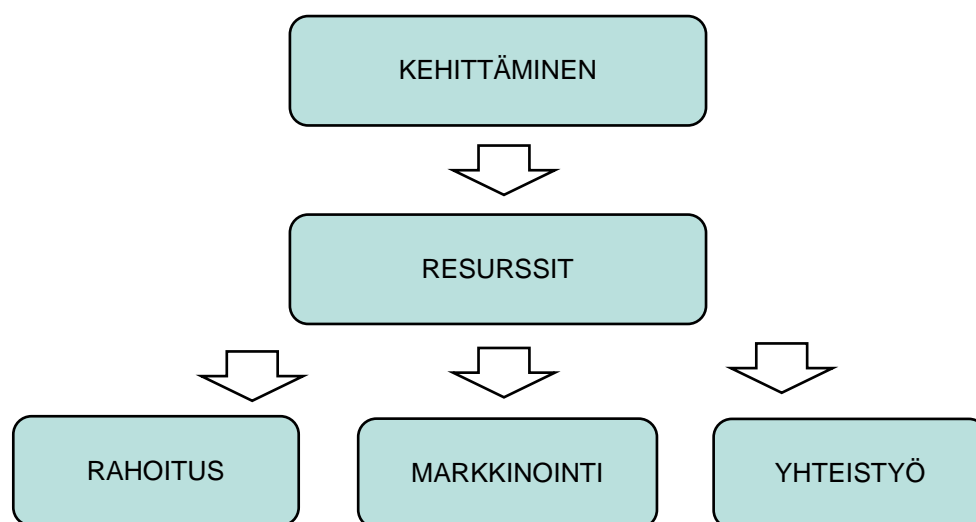 KEHITTÄMINEN
RESURSSIT
RAHOITUS
MARKKINOINTI
YHTEISTYÖ